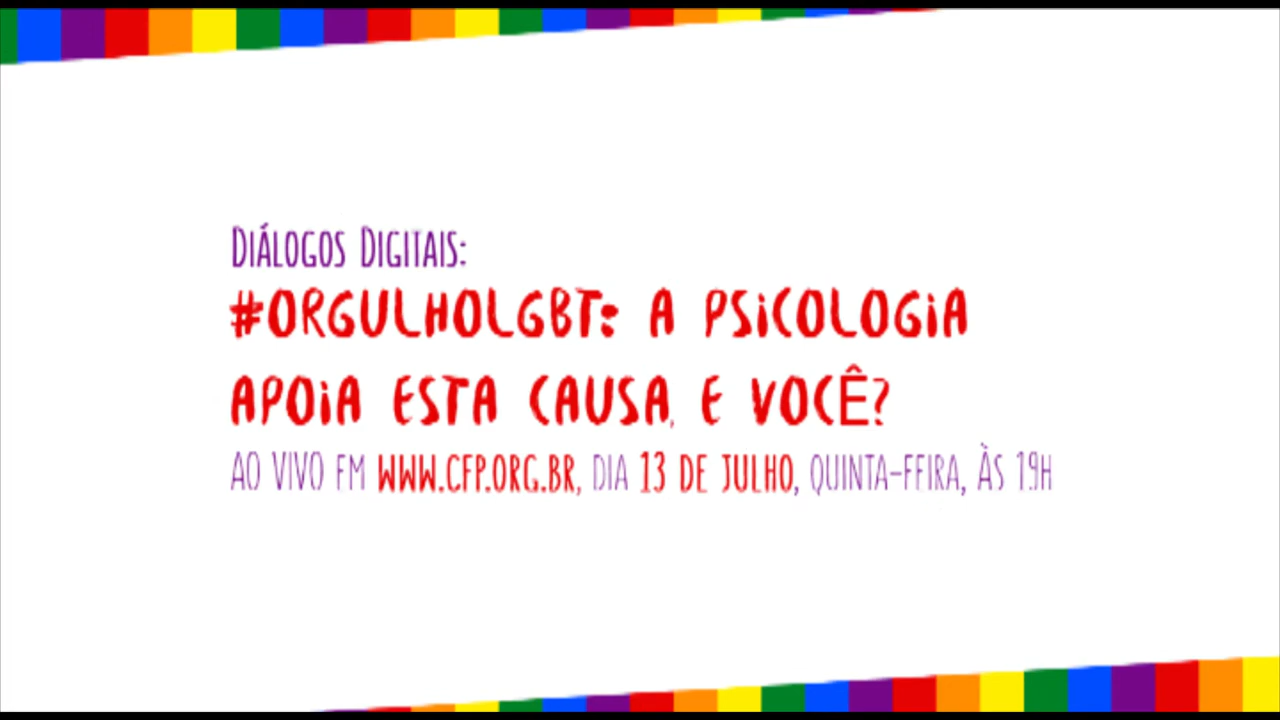 Diálogos Digitais:
#ORGULHOLGBT: A PSiCOLOGiA
APOiA ESTA CAUSA, E VOCÊ?
AO VIVO EM WWW.CFP.ORG.BR, DIA 13 DE JULHO, QUINTA-FEIRA, ÀS 19H